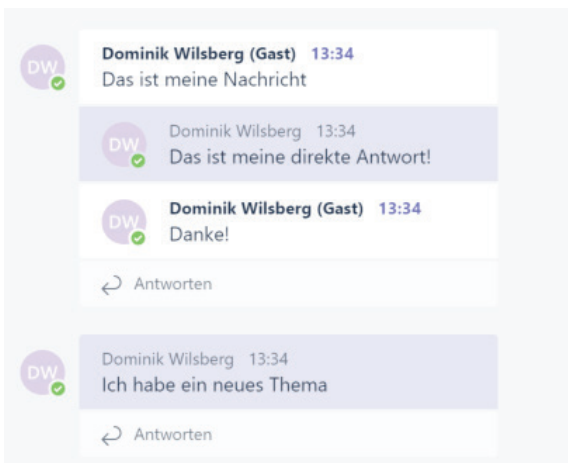 DW
Dominik Wilsberg (Gast) 13:34
Das ist meine Nachricht
DW
Dominik Wilsberg 13:34
Das ist meine direkte Antwort!
DW
Dominik Wilsberg (Gast) 13:34
Danke!
Antworten
DW
Dominik Wilsberg 13:34
Ich habe ein neues Thema
Antworten